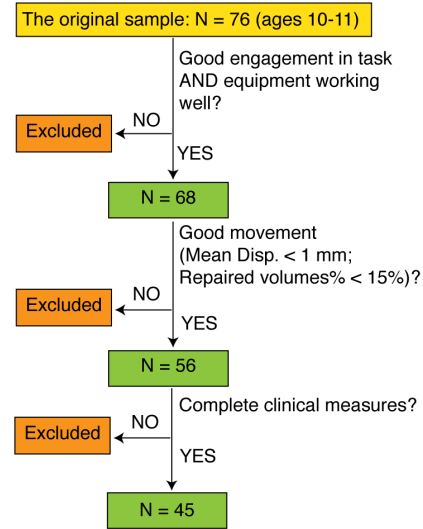 The original sample: N = 76 (ages 10-11)
Good engagement in task
AND equipment working
well?
NO
Excluded
YES
N = 68
Good movement
(Mean Disp. < 1 mm;
Repaired volumes% < 15%)?
NO
Excluded
YES
N = 56
Complete clinical measures?
NO
Excluded
YES
N = 45